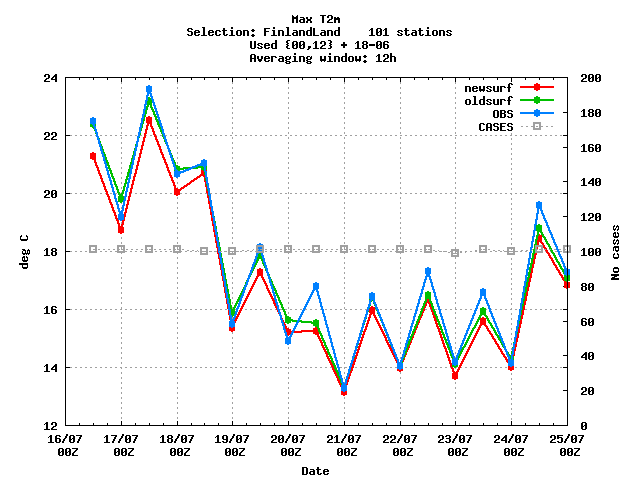 Max T2m
Selection: FinlandLand    101 stations
Used {00,12} + 18-06
Averaging window: 12h
24 200
newsurf
oldsurf
OBS
CASES
180
22
160
20 140
120
18 100
80
16
60
14 40
20
12 0
deg C
No cases
16/07 17/07 18/07 19/07 20/07 21/07 22/07 23/07 24/07 25/07
00Z 00Z 00Z 00Z 00Z 00Z 00Z 00Z 00Z 00Z
Date